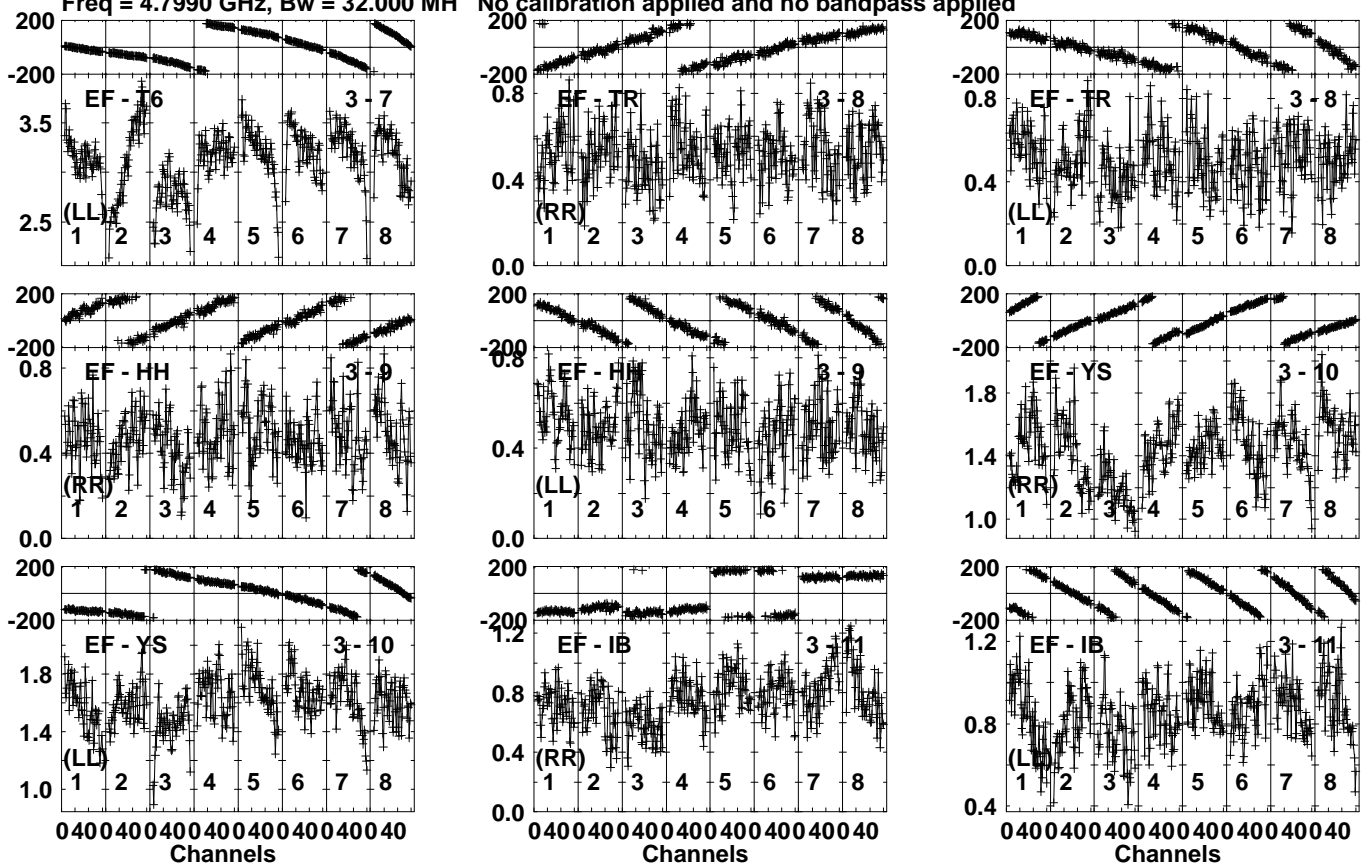 Freq = 4.7990 GHz, Bw = 32.000 MH No calibration applied and no bandpass applied
200
-200
EF - T6 3 - 7
3.5
2.5
(LL)
1 2 3 4 5 6 7 8
200
-200
EF - TR 3 - 8
0.8
0.4
0.0
(RR)
1 2 3 4 5 6 7 8
200
-200
EF - TR 3 - 8
0.8
0.4
0.0
(LL)
1 2 3 4 5 6 7 8
200
-200
EF - HH 3 - 9
0.8
0.4
0.0
(RR)
1 2 3 4 5 6 7 8
200
-200
EF - HH 3 - 9
0.8
0.4
0.0
(LL)
1 2 3 4 5 6 7 8
200
-200
EF - YS 3 - 10
1.8
1.4
1.0
(RR)
1 2 3 4 5 6 7 8
200
-200
EF - YS 3 - 10
1.8
1.4
1.0
(LL)
1 2 3 4 5 6 7 8
0 40 0 40 0 40 0 40 0 40 0 40 0 40 0 40
Channels
200
-200
EF - IB 3 - 11
1.2
0.8
0.4
0.0
(RR)
1 2 3 4 5 6 7 8
0 40 0 40 0 40 0 40 0 40 0 40 0 40 0 40
Channels
200
-200
EF - IB 3 - 11
1.2
0.8
0.4
(LL)
1 2 3 4 5 6 7 8
0 40 0 40 0 40 0 40 0 40 0 40 0 40 0 40
Channels